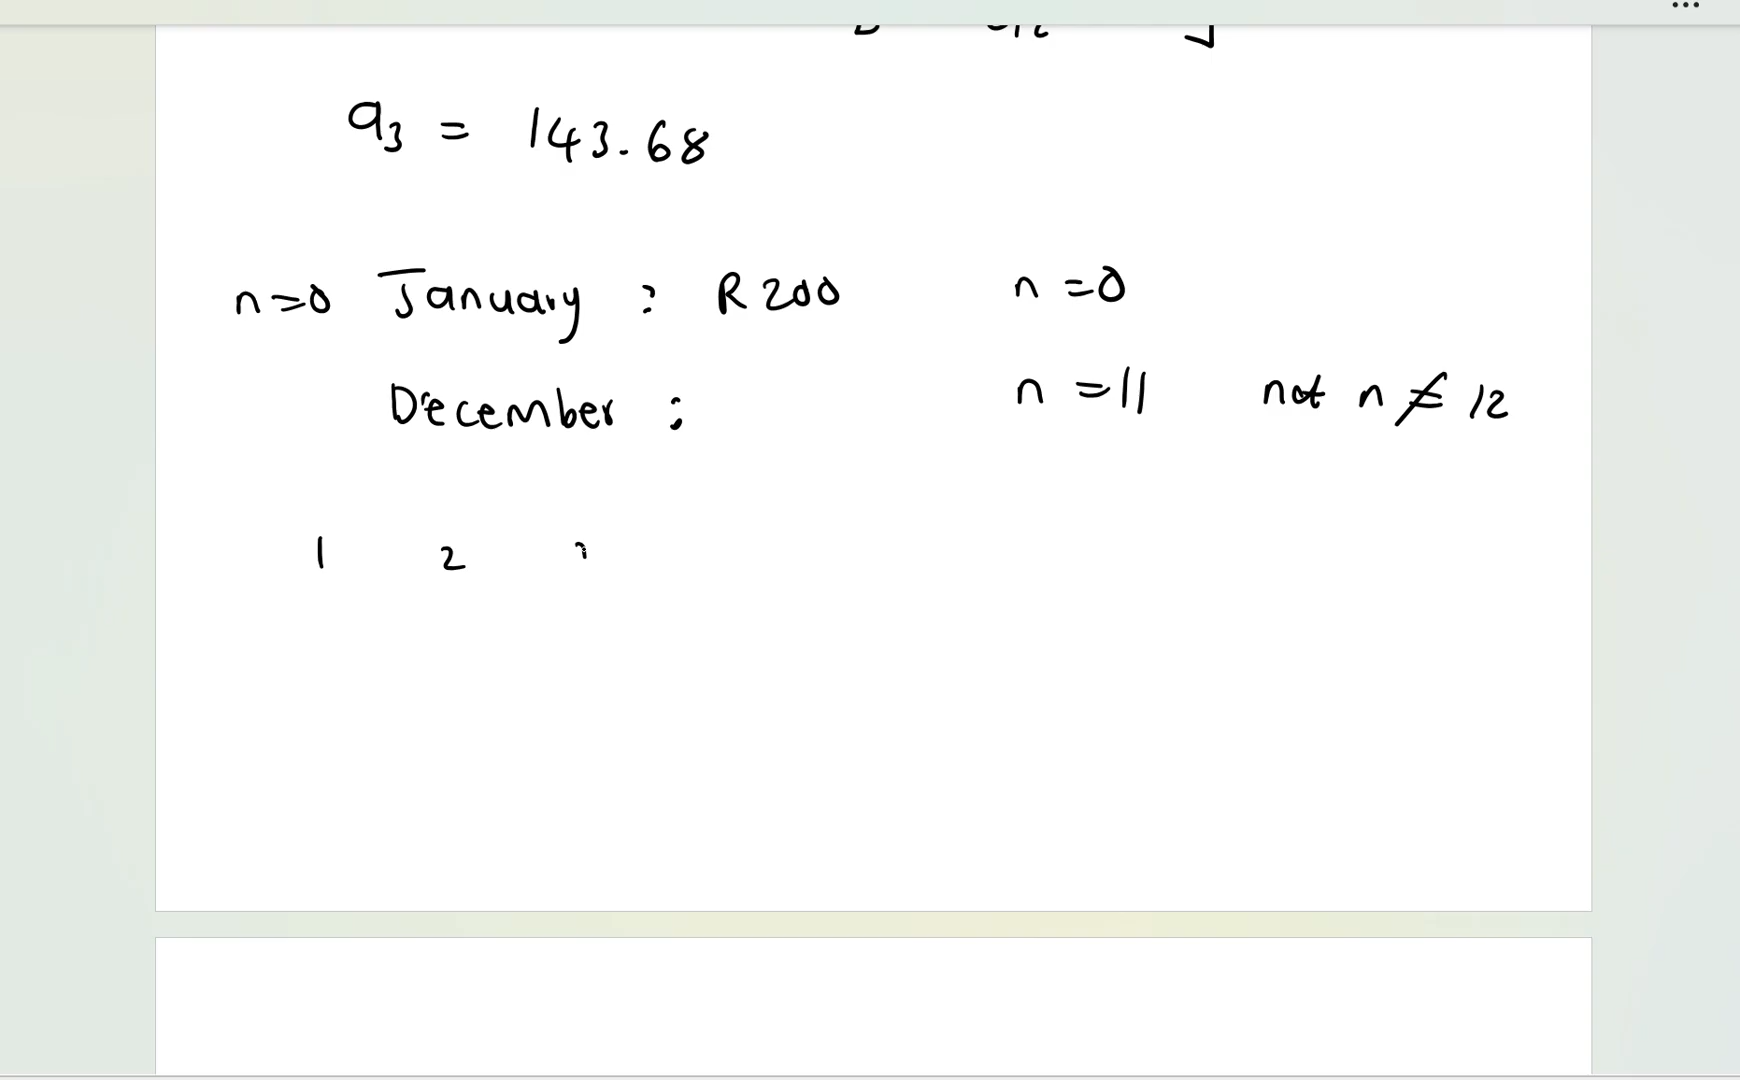 a₃ = 143.68
n=0 January : R200 n=0
December : n=11 not n ≠ 12
1 2